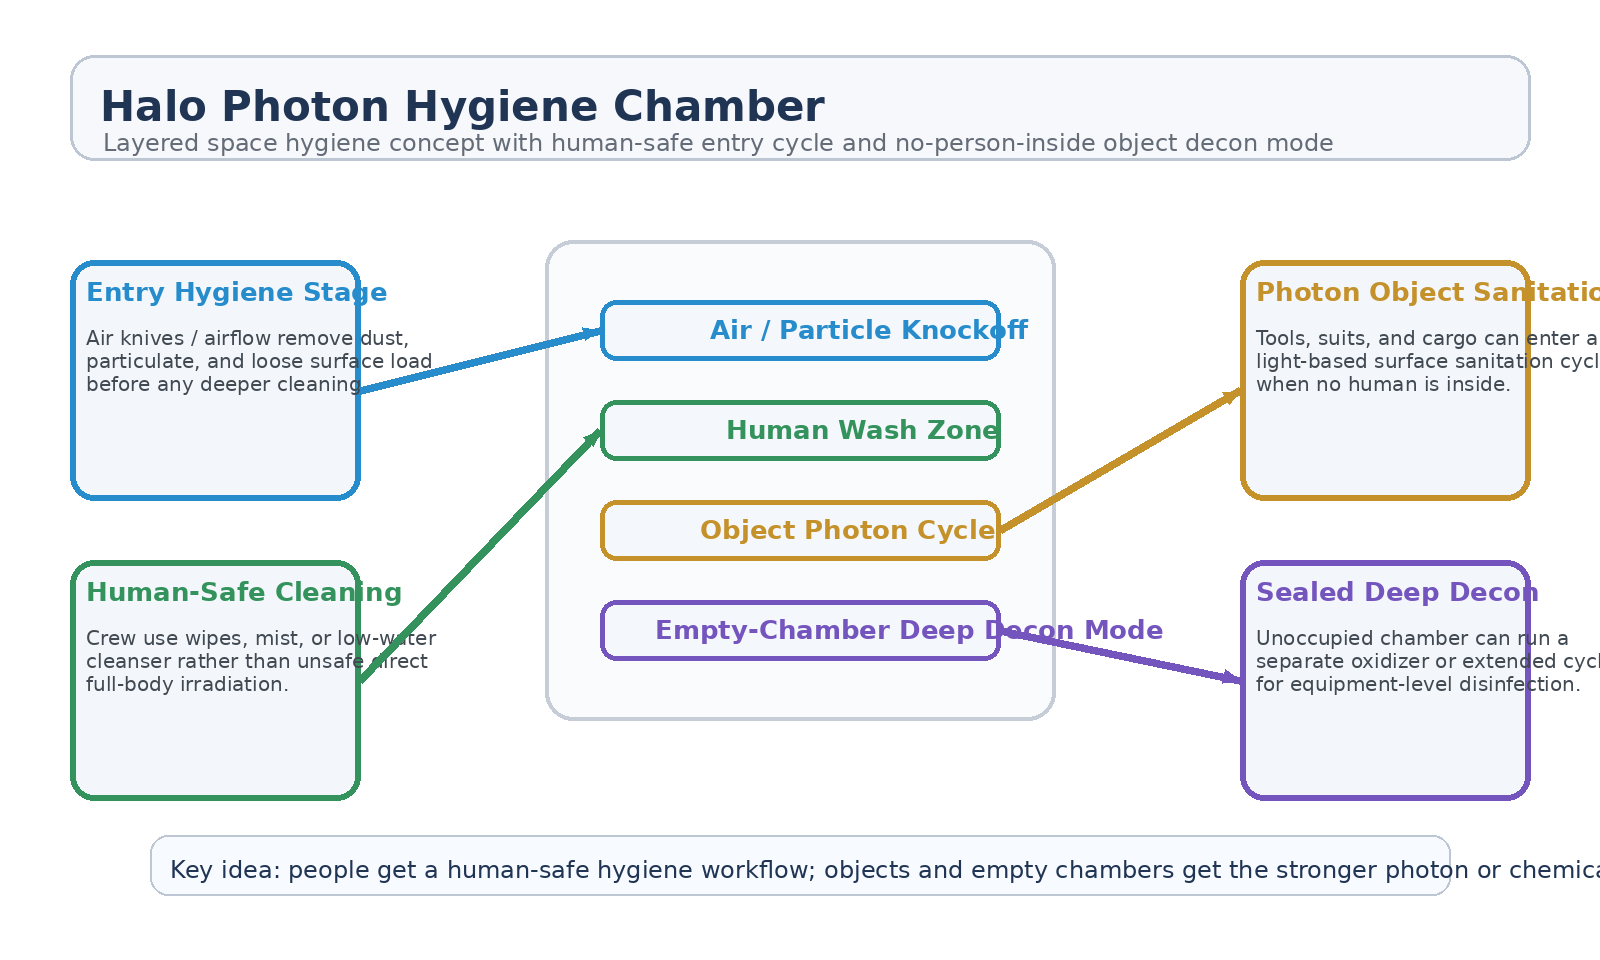 Halo Photon Hygiene Chamber
Layered space hygiene concept with human-safe entry cycle and no-person-inside object decon mode
Entry Hygiene Stage
Air knives / airflow remove dust,
particulate, and loose surface load
before any deeper cleaning.
Human-Safe Cleaning
Crew use wipes, mist, or low-water
cleanser rather than unsafe direct
full-body irradiation.
Air / Particle Knockoff
Human Wash Zone
Object Photon Cycle
Empty-Chamber Deep Decon Mode
Photon Object Sanitatio
Tools, suits, and cargo can enter a
light-based surface sanitation cycl
when no human is inside.
Sealed Deep Decon
Unoccupied chamber can run a
separate oxidizer or extended cycl
for equipment-level disinfection.
Key idea: people get a human-safe hygiene workflow; objects and empty chambers get the stronger photon or chemica